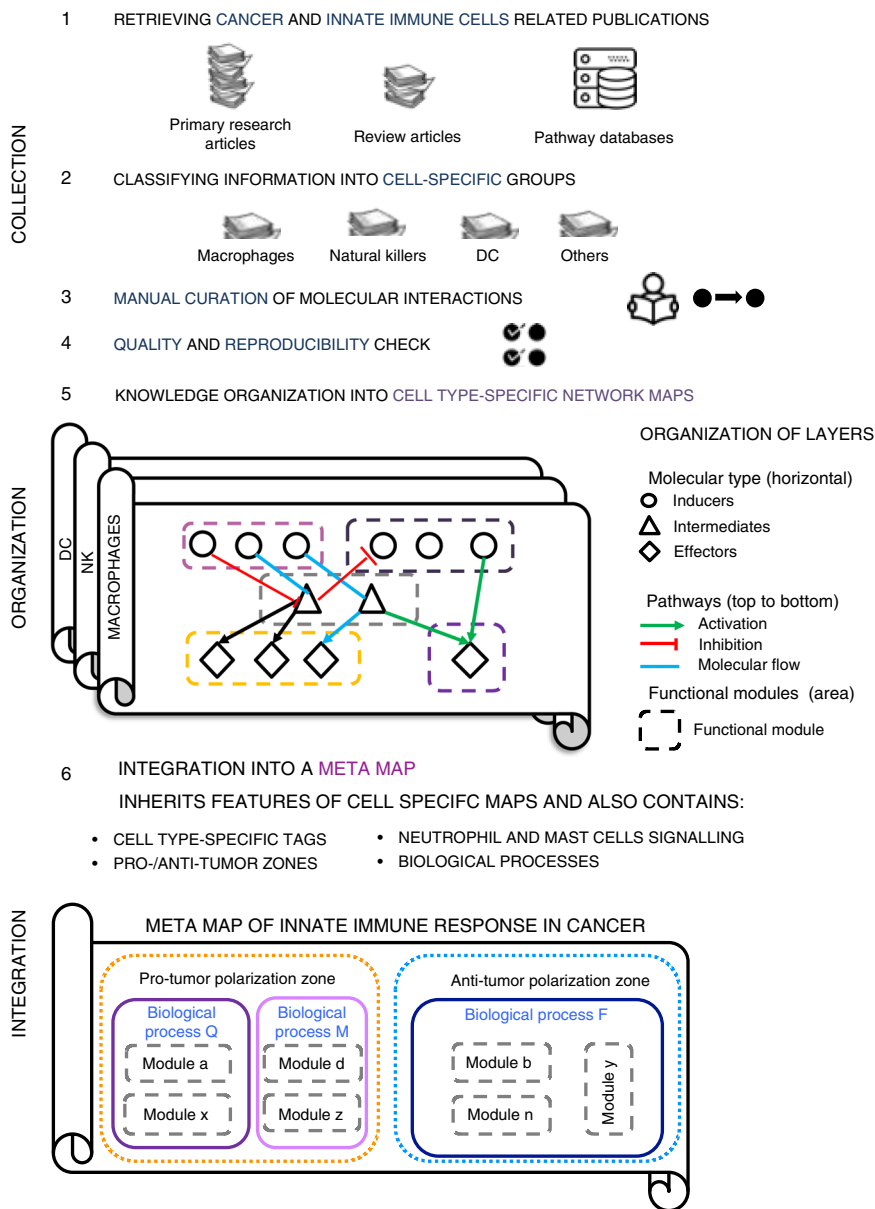 1 RETRIEVING CANCER AND INNATE IMMUNE CELLS RELATED PUBLICATIONS
Primary research
articles
Review articles
Pathway databases
COLLECTION
2 CLASSIFYING INFORMATION INTO CELL-SPECIFIC GROUPS
Macrophages
Natural killers
DC
Others
3 MANUAL CURATION OF MOLECULAR INTERACTIONS
4 QUALITY AND REPRODUCIBILITY CHECK
5 KNOWLEDGE ORGANIZATION INTO CELL TYPE-SPECIFIC NETWORK MAPS
ORGANIZATION
DC
NK
MACROPHAGES
ORGANIZATION OF LAYERS
Molecular type (horizontal)
Inducers
Intermediates
Effectors
Pathways (top to bottom)
Activation
Inhibition
Molecular flow
Functional modules (area)
Functional module
6 INTEGRATION INTO A META MAP
INHERITS FEATURES OF CELL SPECIFC MAPS AND ALSO CONTAINS:
• CELL TYPE-SPECIFIC TAGS
• PRO-/ANTI-TUMOR ZONES
• NEUTROPHIL AND MAST CELLS SIGNALLING
• BIOLOGICAL PROCESSES
INTEGRATION
META MAP OF INNATE IMMUNE RESPONSE IN CANCER
Pro-tumor polarization zone
Biological
process Q
Module a
Module x
Biological
process M
Module d
Module z
Anti-tumor polarization zone
Biological process F
Module b
Module n
Module y